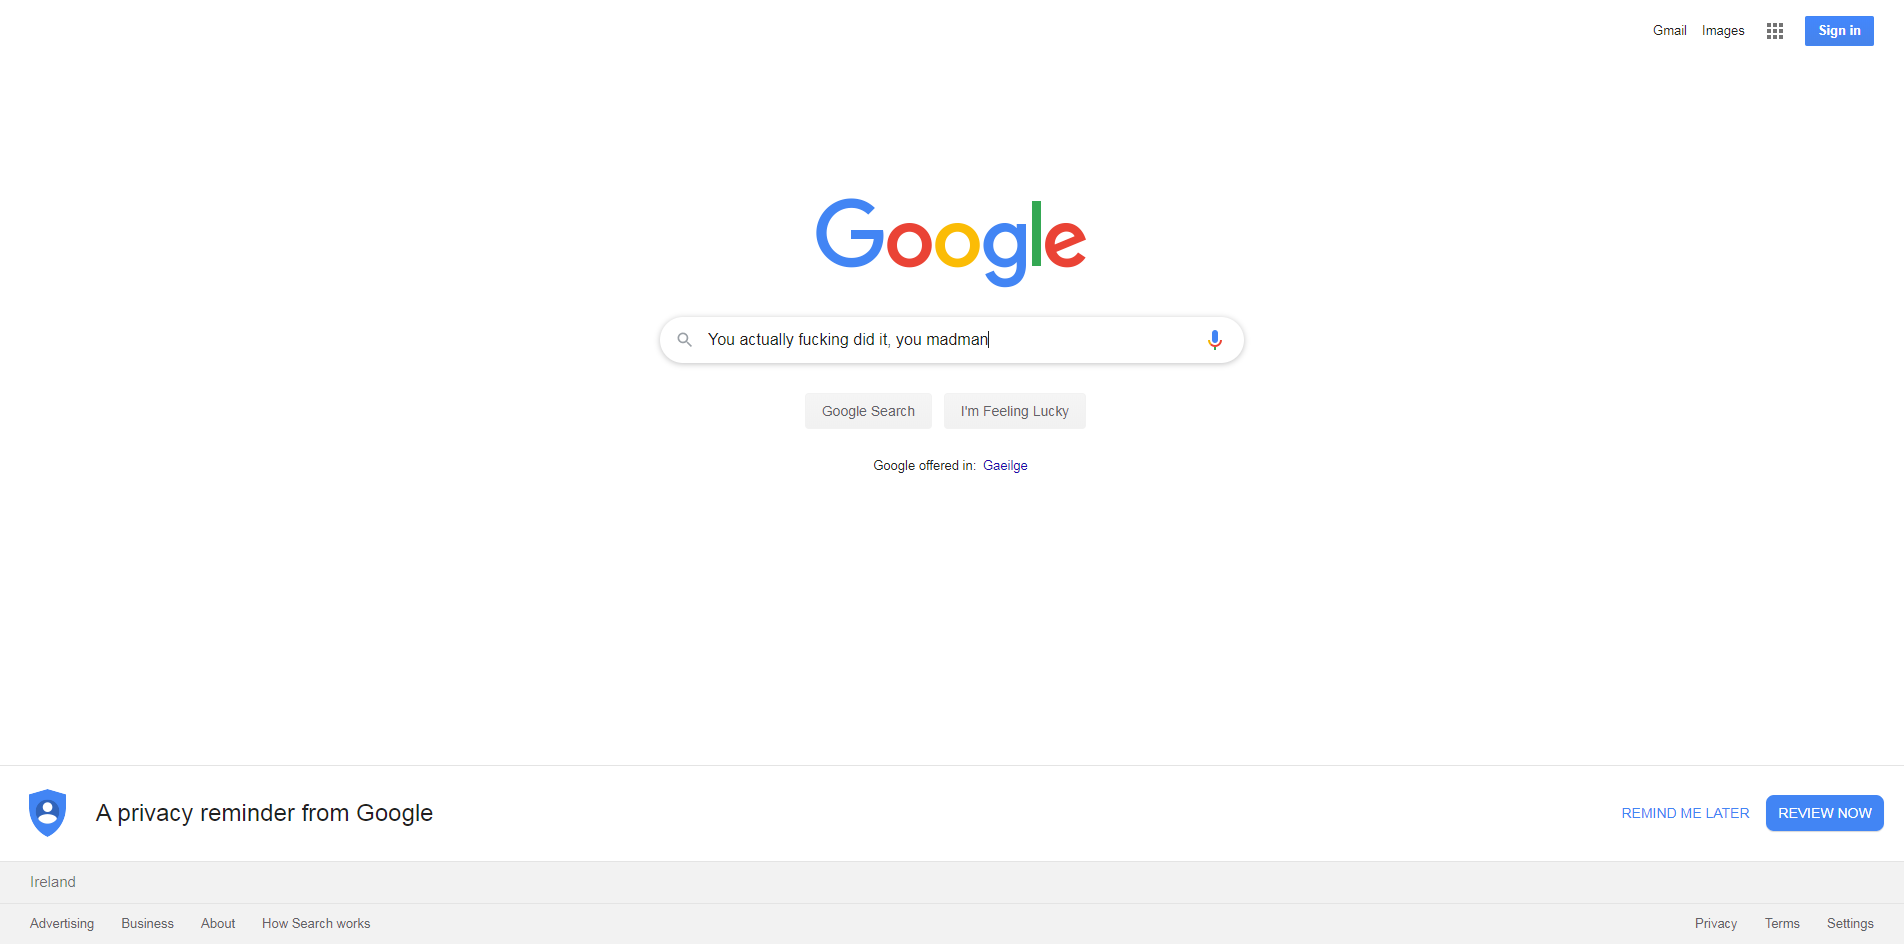 Gmail Images Sign in
Google
You actually fucking did it, you madman
Google Search I'm Feeling Lucky
Google offered in: Gaeilge
A privacy reminder from Google REMIND ME LATER REVIEW NOW
Ireland
Advertising Business About How Search works Privacy Terms Settings